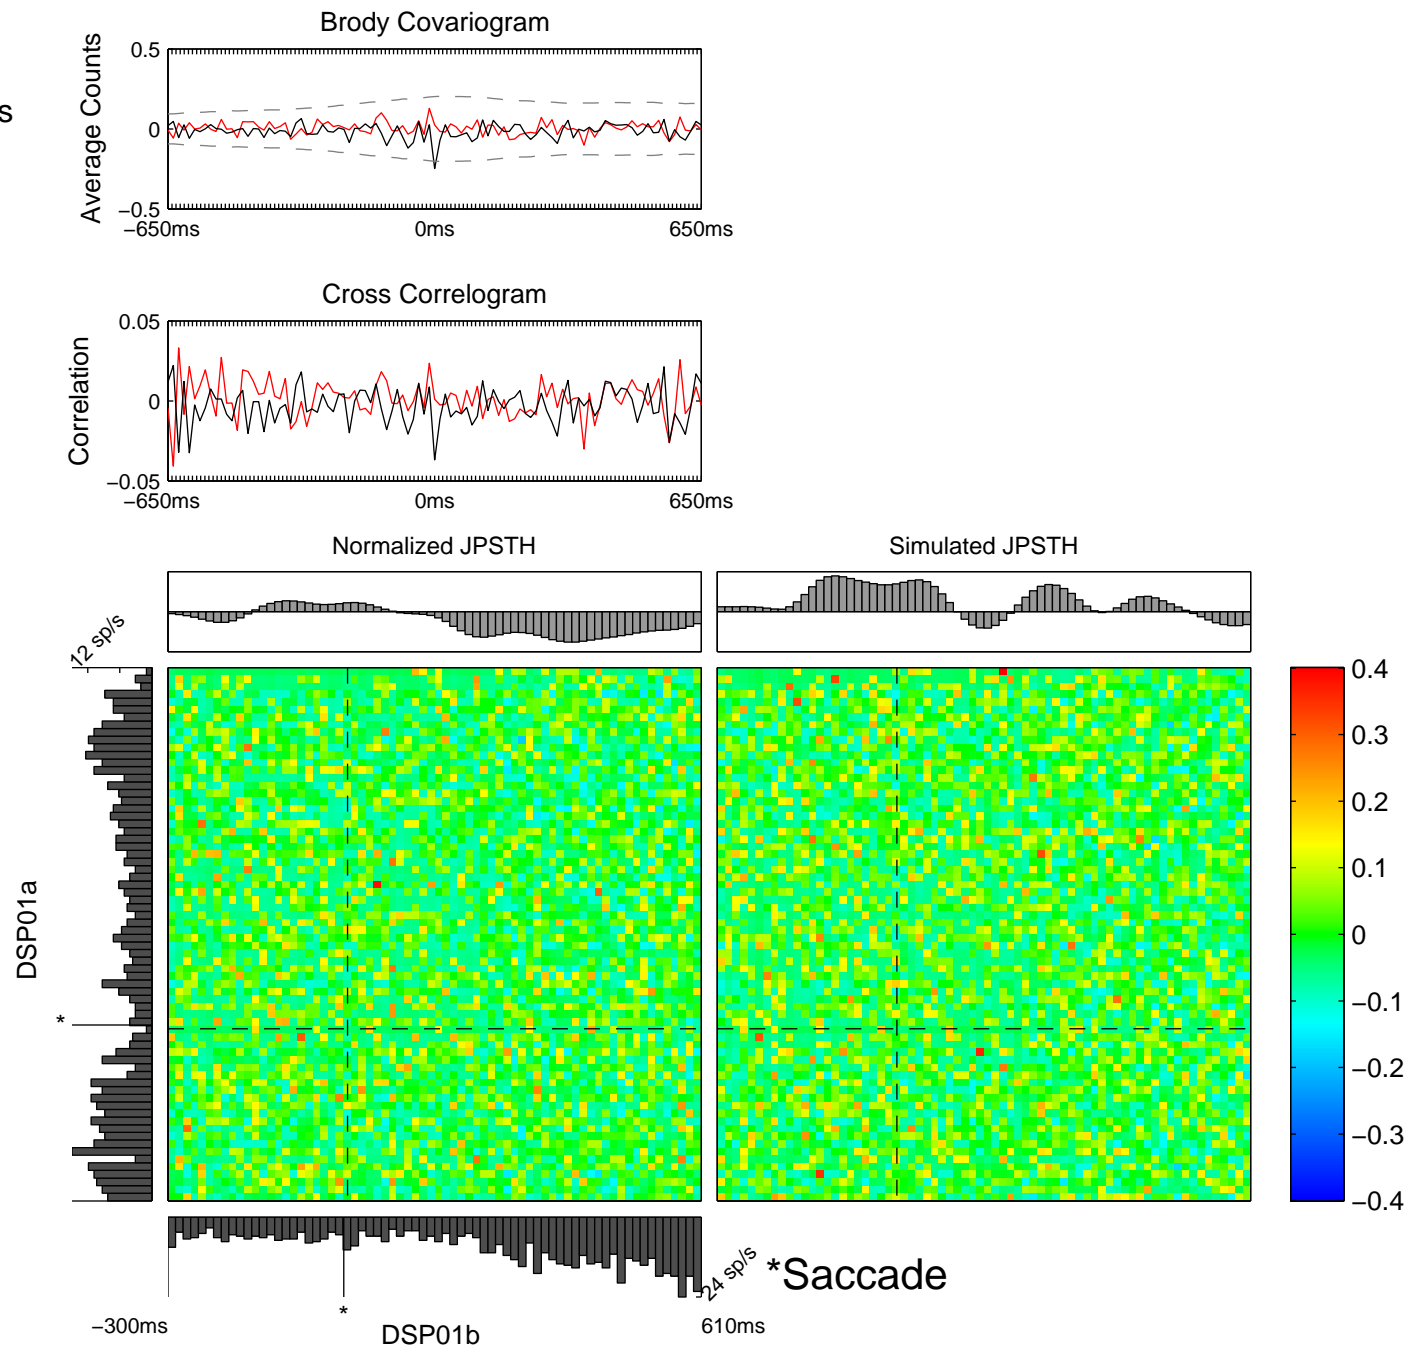 Brody Covariogram
s
Average Counts
0.5
0
−0.5
−650ms 0ms 650ms
Cross Correlogram
Correlation
0.05
0
−0.05
−650ms 0ms 650ms
Normalized JPSTH Simulated JPSTH
12 sp/s
DSP01a
*
0.4
0.3
0.2
0.1
0
−0.1
−0.2
−0.3
−0.4
24 sp/s
*Saccade
*
−300ms DSP01b 610ms